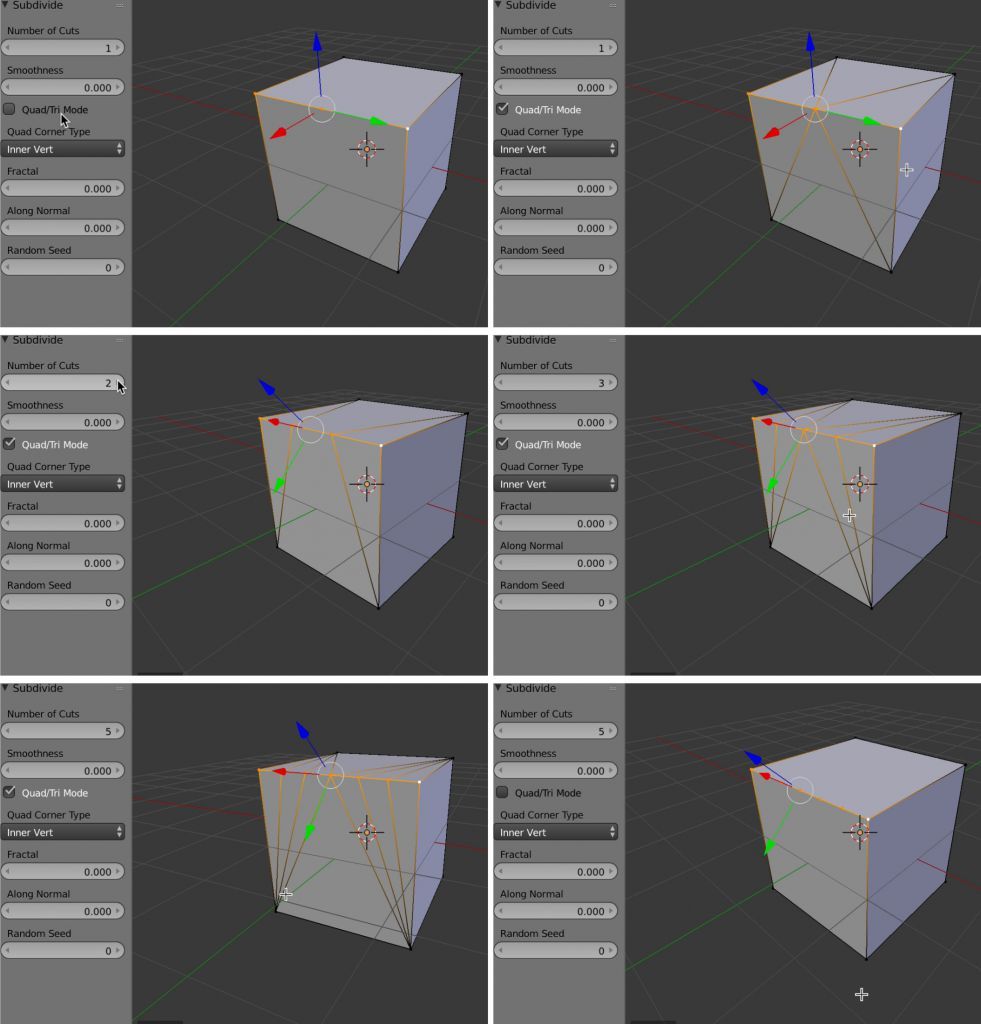 Subdivide
Number of Cuts
1
Smoothness
0.000
Quad/Tri Mode
Quad Corner Type
Inner Vert
Fractal
0.000
Along Normal
0.000
Random Seed
0
Subdivide
Number of Cuts
1
Smoothness
0.000
Quad/Tri Mode
Quad Corner Type
Inner Vert
Fractal
0.000
Along Normal
0.000
Random Seed
0
Subdivide
Number of Cuts
2
Smoothness
0.000
Quad/Tri Mode
Quad Corner Type
Inner Vert
Fractal
0.000
Along Normal
0.000
Random Seed
0
Subdivide
Number of Cuts
3
Smoothness
0.000
Quad/Tri Mode
Quad Corner Type
Inner Vert
Fractal
0.000
Along Normal
0.000
Random Seed
0
Subdivide
Number of Cuts
5
Smoothness
0.000
Quad/Tri Mode
Quad Corner Type
Inner Vert
Fractal
0.000
Along Normal
0.000
Random Seed
0
Subdivide
Number of Cuts
5
Smoothness
0.000
Quad/Tri Mode
Quad Corner Type
Inner Vert
Fractal
0.000
Along Normal
0.000
Random Seed
0